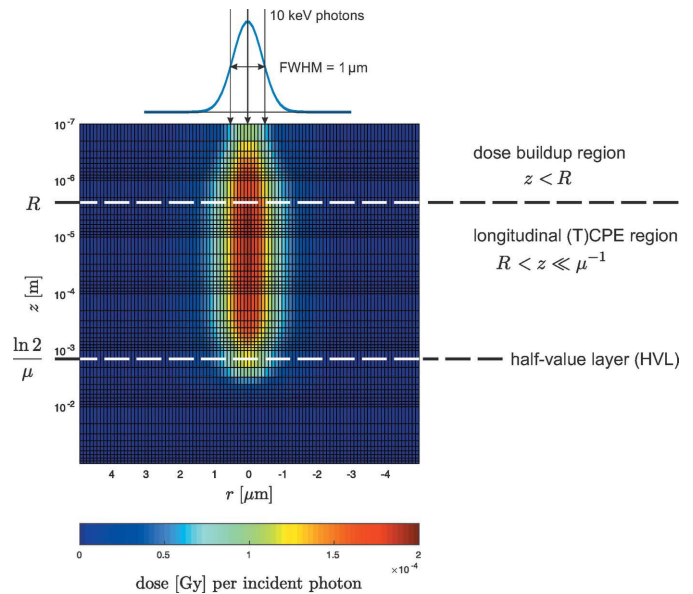 10 keV photons
FWHM = 1 μm
10⁻⁷
dose buildup region
z < R
10⁻⁶
R
longitudinal (T)CPE region
R < z ≪ μ⁻¹
10⁻⁵
z [m]
10⁻⁴
10⁻³
ln 2
μ
half-value layer (HVL)
10⁻²
4 3 2 1 0 -1 -2 -3 -4 -5
r [μm]
0 0.5 1 1.5 2
×10⁻⁴
dose [Gy] per incident photon